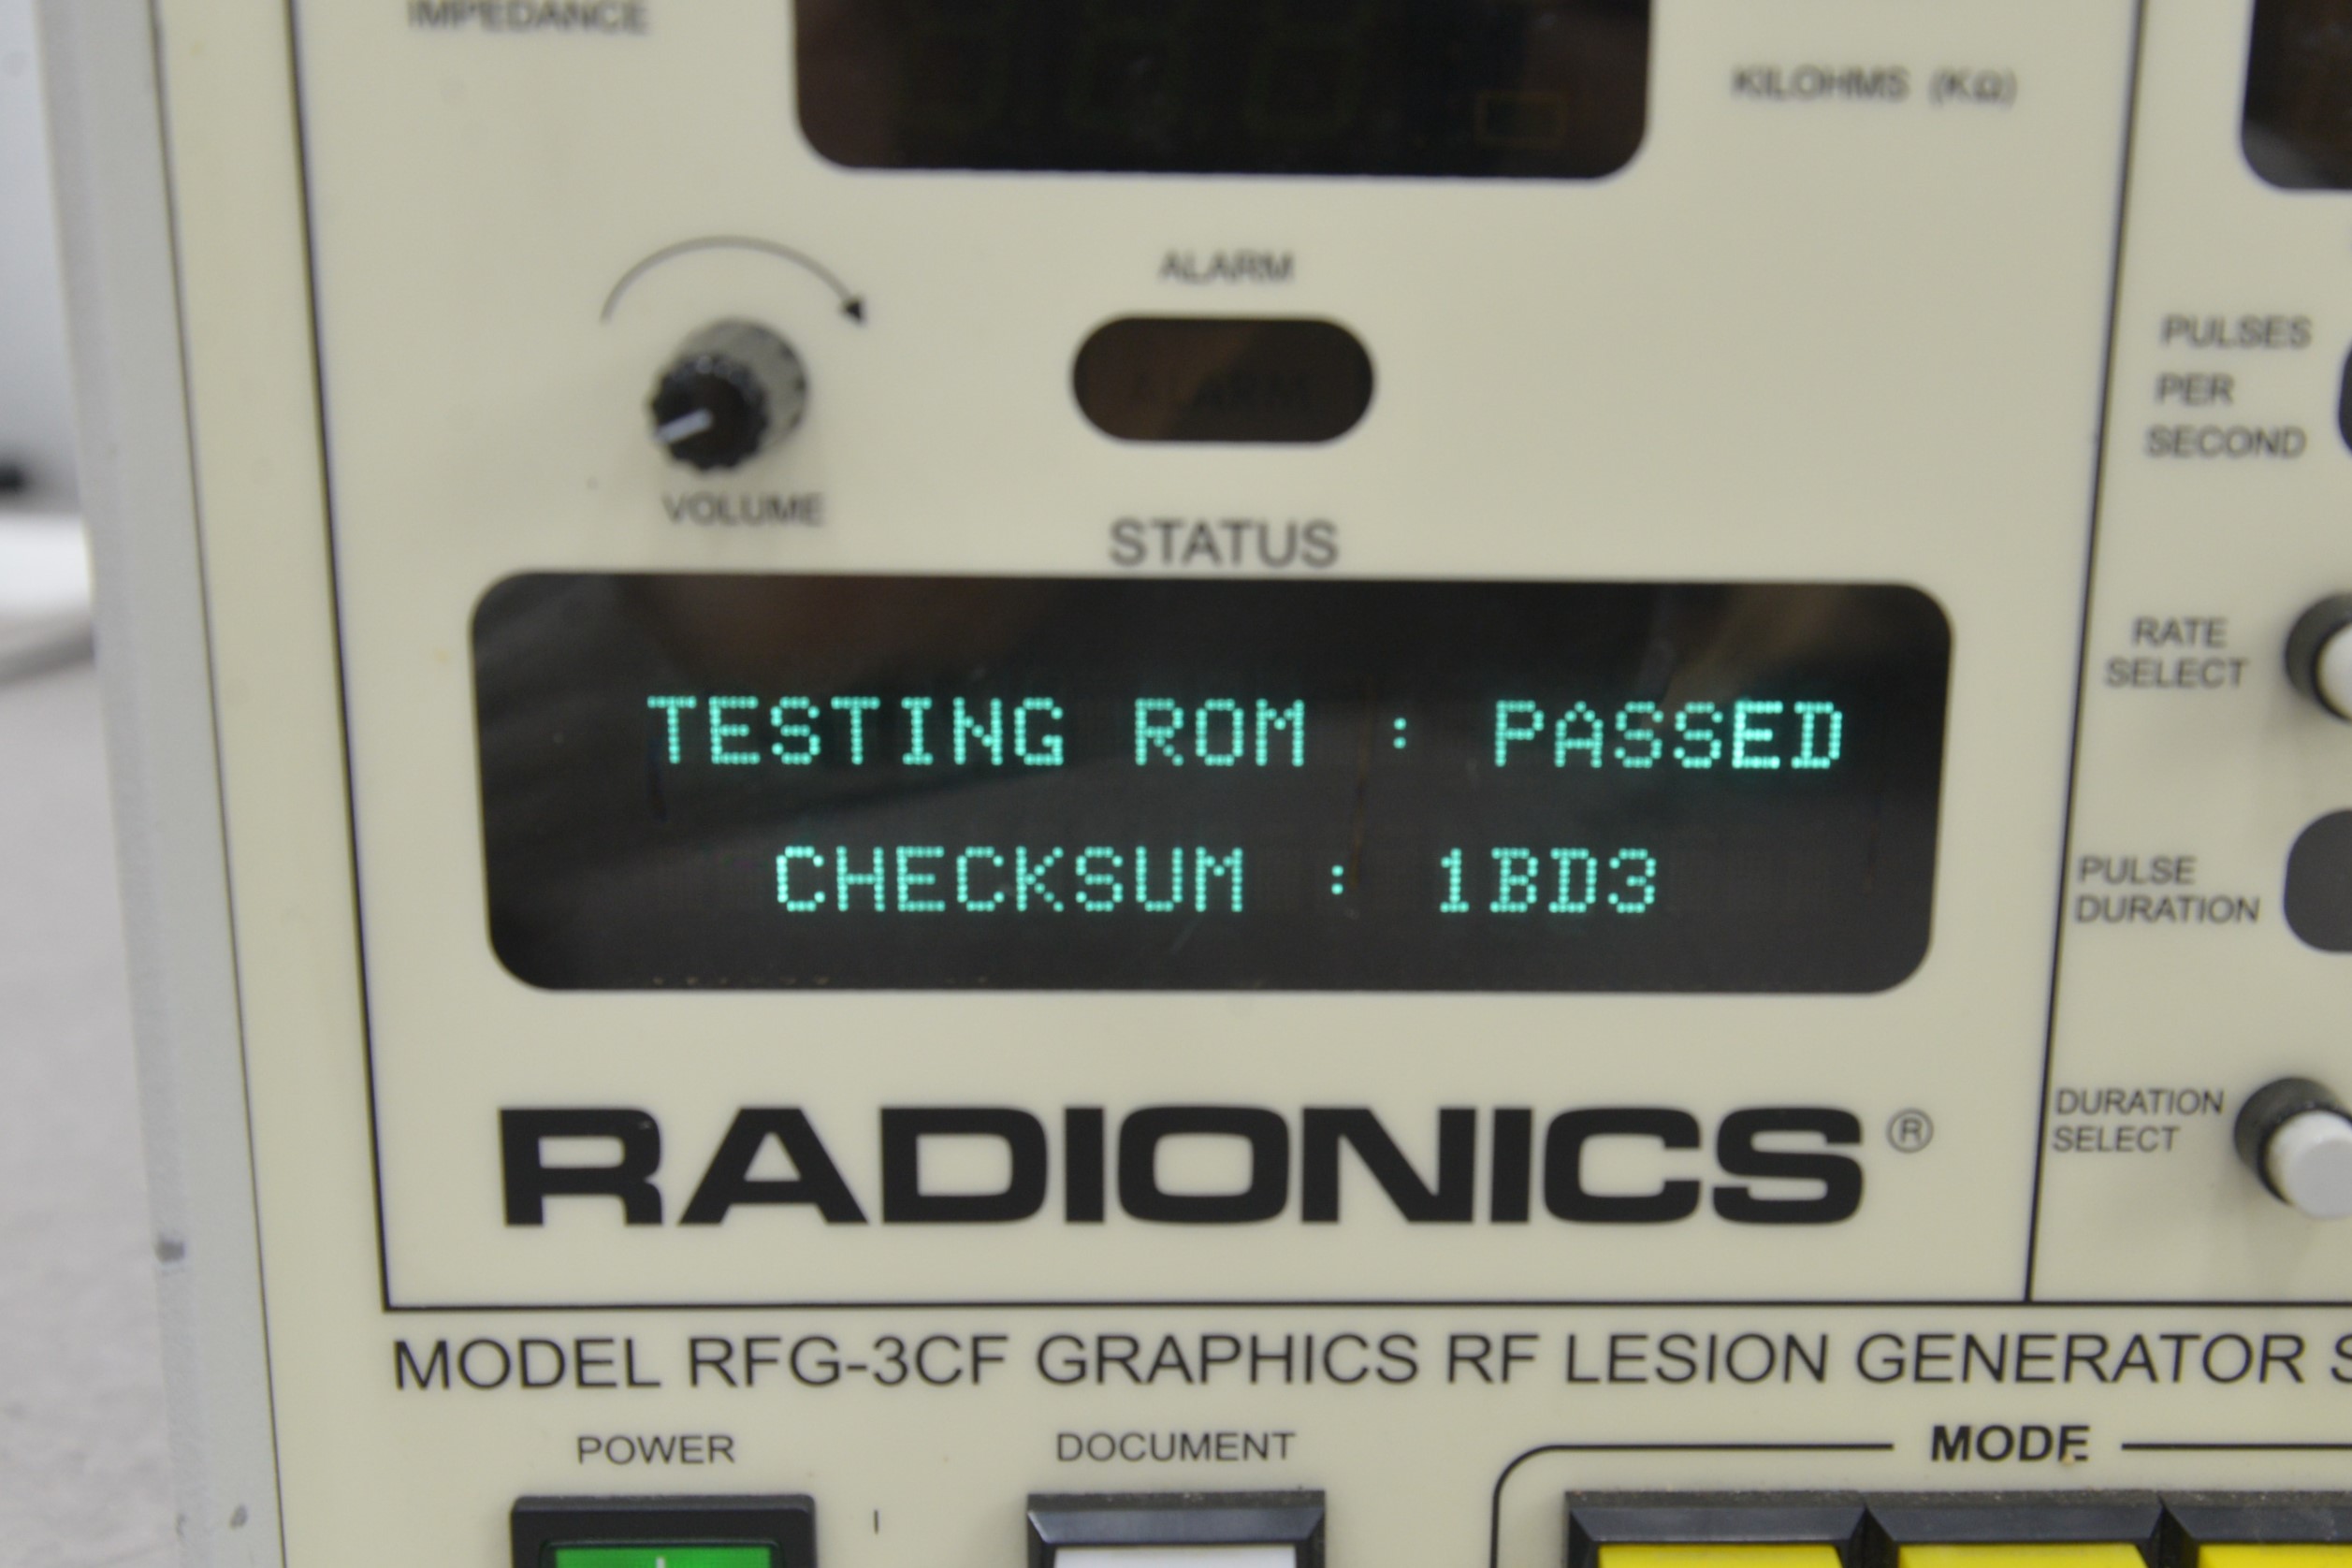 IMPEDANCE
KILOHMS (KΩ)
ALARM
ALARM
VOLUME
STATUS
TESTING ROM : PASSED
CHECKSUM : 1BD3
RADIONICS®
PULSES
PER
SECOND
RATE
SELECT
PULSE
DURATION
DURATION
SELECT
MODEL RFG-3CF GRAPHICS RF LESION GENERATOR S
POWER
DOCUMENT
MODE